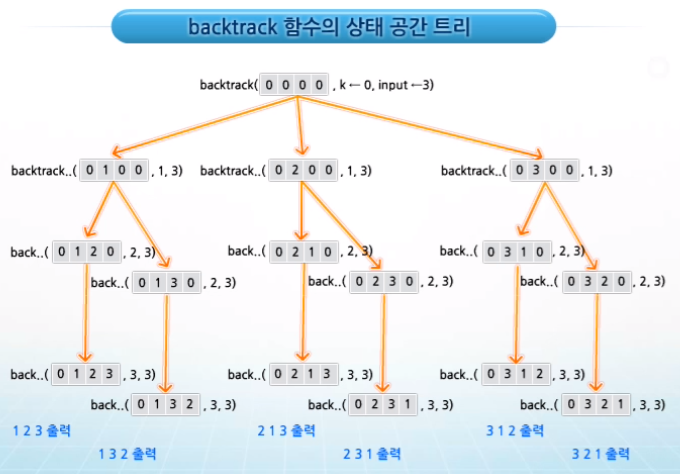 backtrack 함수의 상태 공간 트리
backtrack( 0 0 0 0 , k ← 0, input ←3)
backtrack..( 0 1 0 0 , 1, 3) backtrack..( 0 2 0 0 , 1, 3) backtrack..( 0 3 0 0 , 1, 3)
back..( 0 1 2 0 , 2, 3) back..( 0 2 1 0 , 2, 3) back..( 0 3 1 0 , 2, 3)
back..( 0 1 3 0 , 2, 3) back..( 0 2 3 0 , 2, 3) back..( 0 3 2 0 , 2, 3)
back..( 0 1 2 3 , 3, 3) back..( 0 2 1 3 , 3, 3) back..( 0 3 1 2 , 3, 3)
back..( 0 1 3 2 , 3, 3) back..( 0 2 3 1 , 3, 3) back..( 0 3 2 1 , 3, 3)
1 2 3 출력 2 1 3 출력 3 1 2 출력
1 3 2 출력 2 3 1 출력 3 2 1 출력